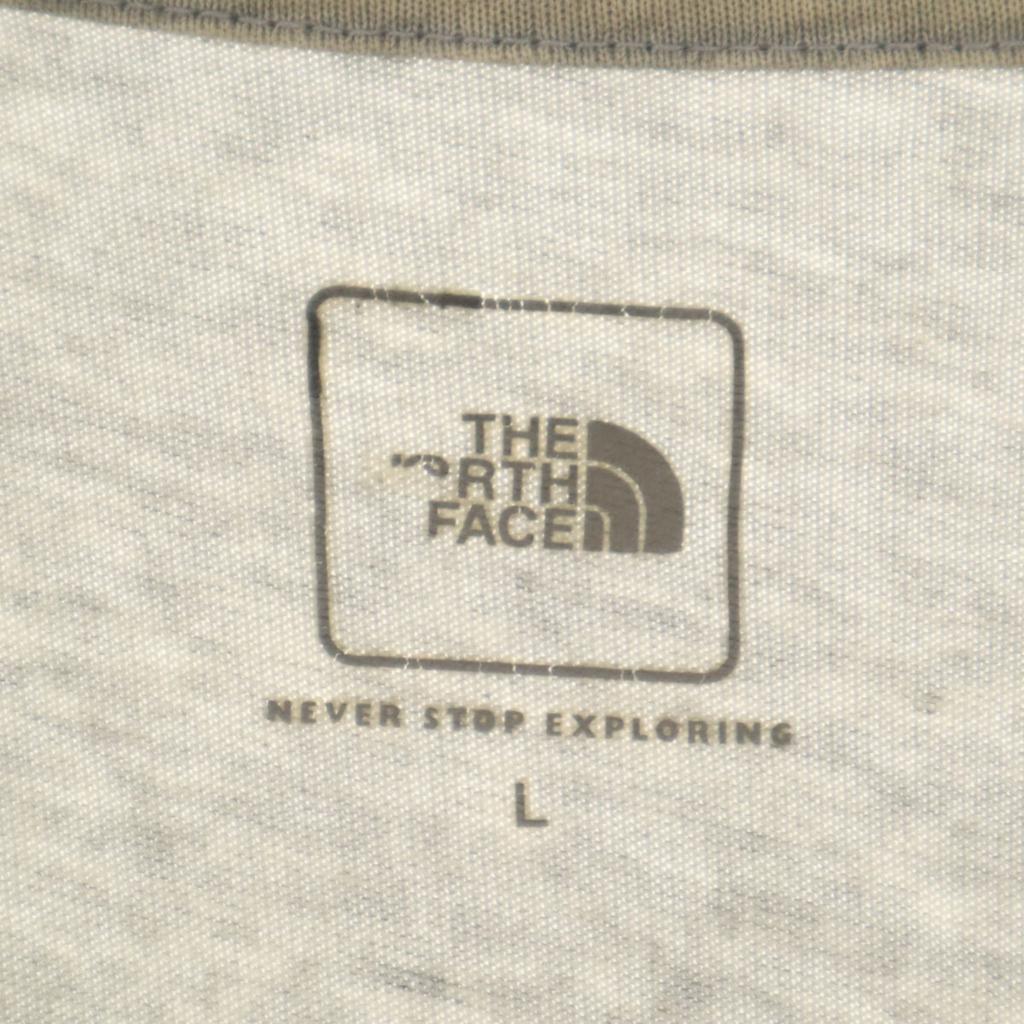 THE
RTH
FACE
NEVER STOP EXPLORING
L